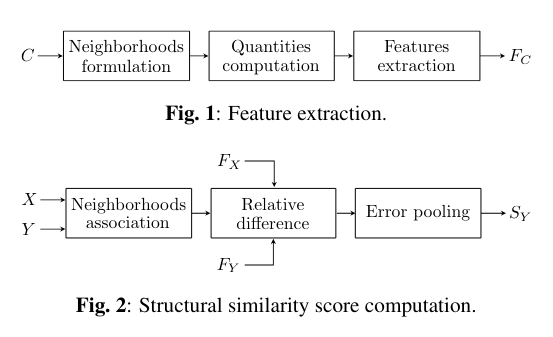 C
Neighborhoods
formulation
Quantities
computation
Features
extraction
F_C
Fig. 1: Feature extraction.
F_X
X
Y
Neighborhoods
association
Relative
difference
Error pooling
S_Y
F_Y
Fig. 2: Structural similarity score computation.